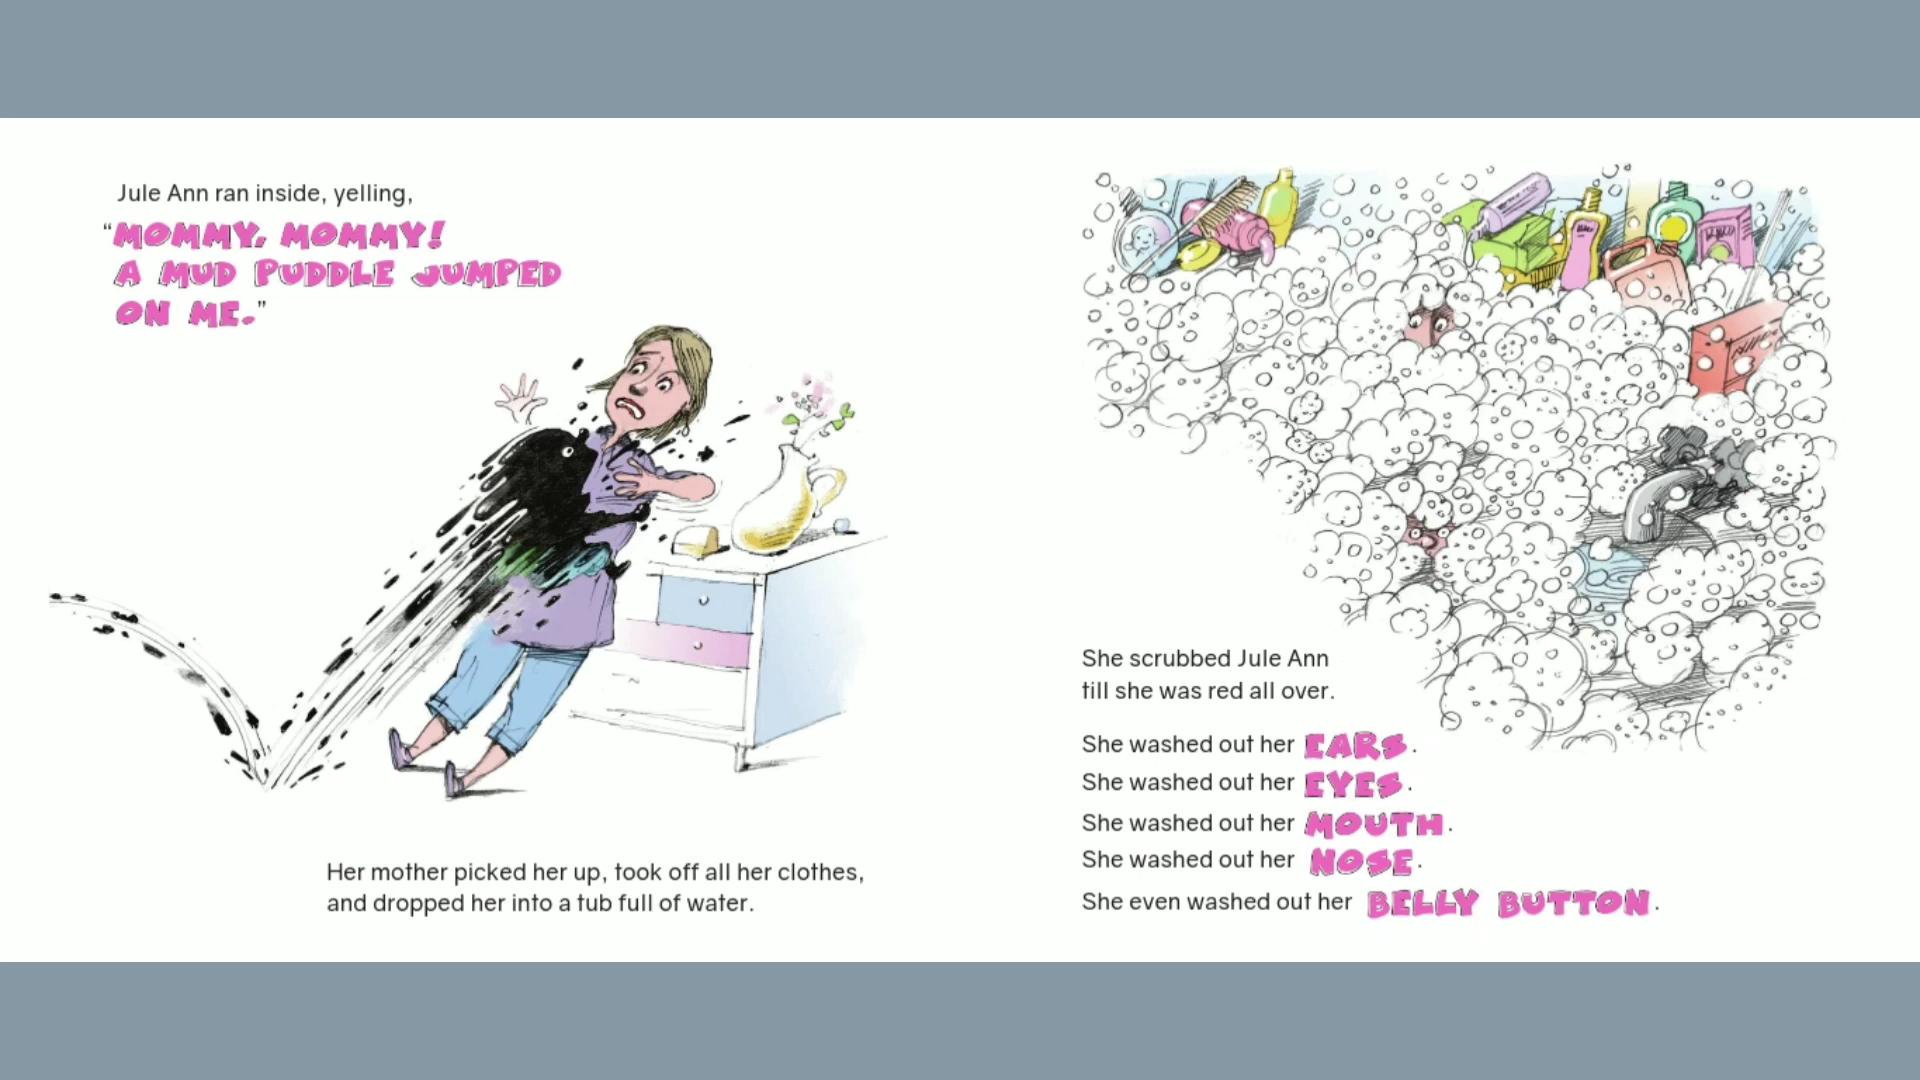 Jule Ann ran inside, yelling,
“MOMMY, MOMMY!
A MUD PUDDLE JUMPED
ON ME.”
Her mother picked her up, took off all her clothes,
and dropped her into a tub full of water.
She scrubbed Jule Ann
till she was red all over.
She washed out her EARS.
She washed out her EYES.
She washed out her MOUTH.
She washed out her NOSE.
She even washed out her BELLY BUTTON.